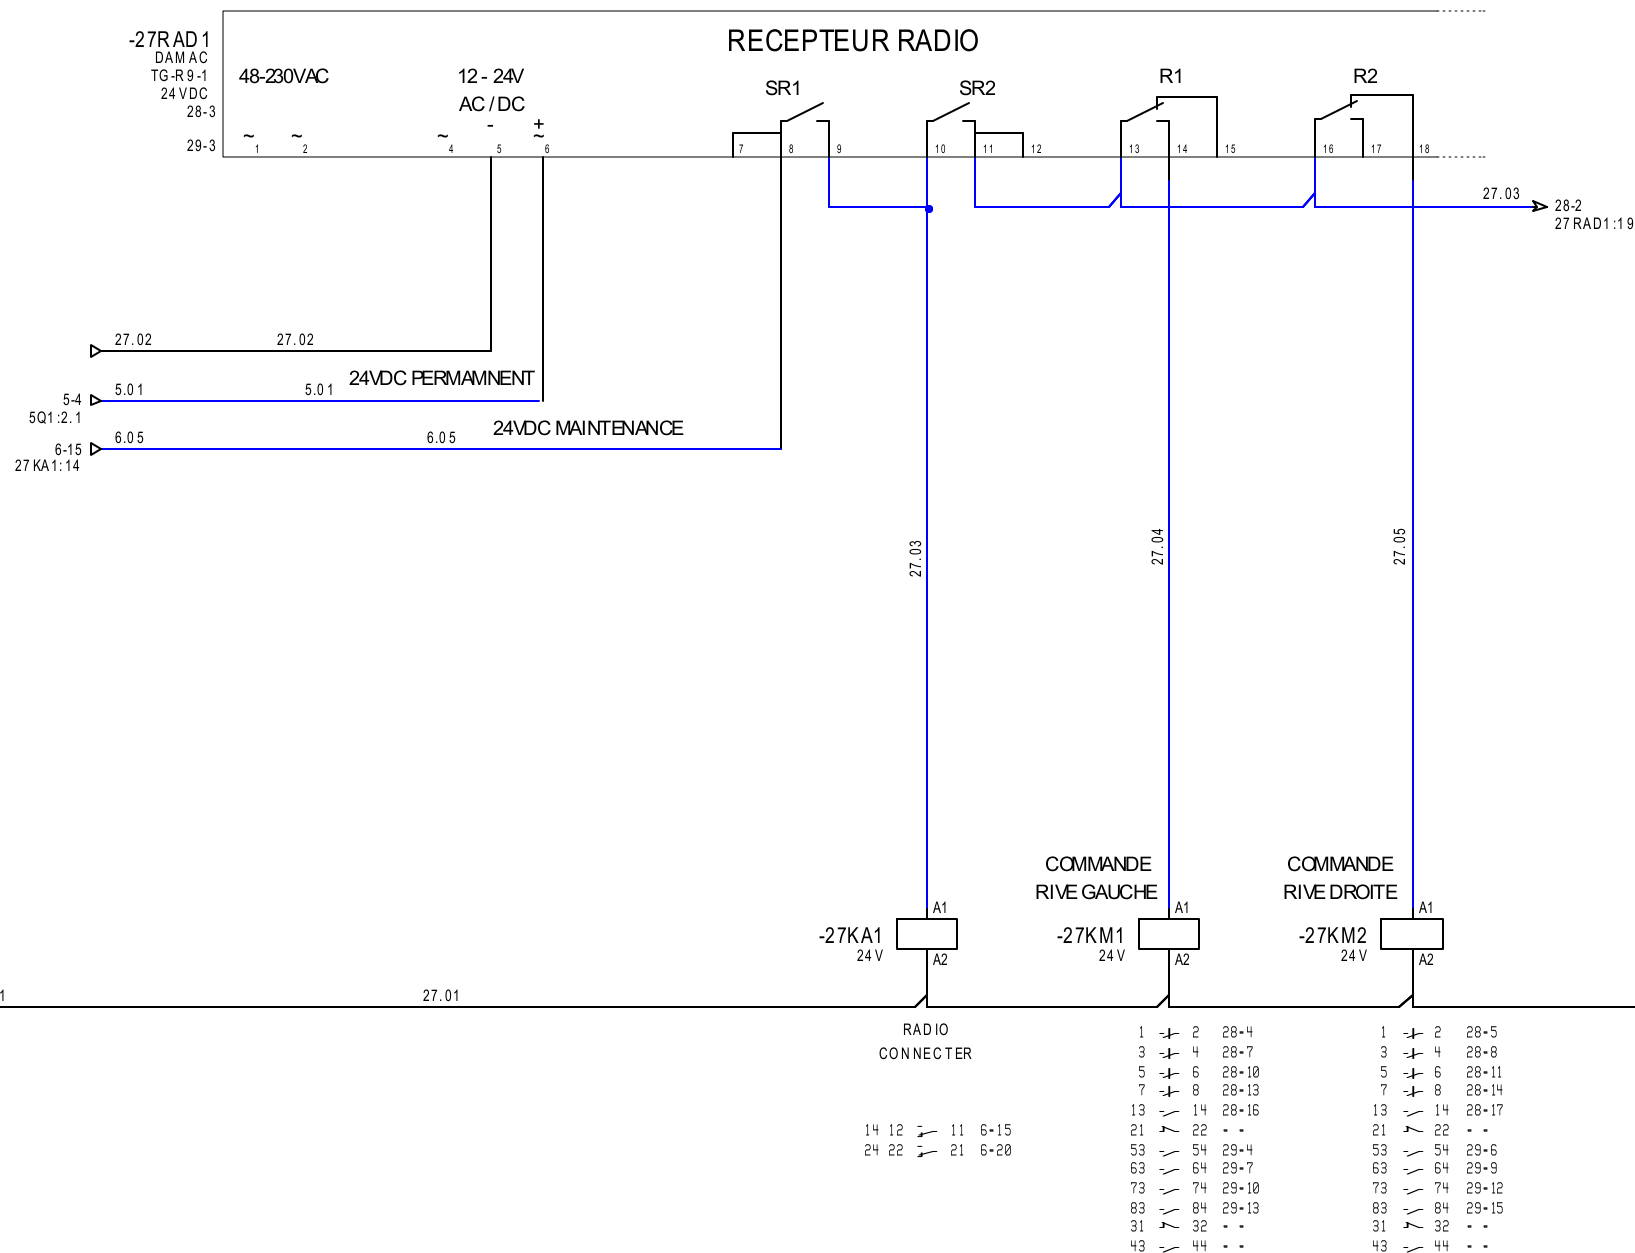 RECEPTEUR RADIO
-27RAD1
DAMAC
TG-R9-1
24VDC
28-3
29-3
48-230VAC
12 - 24V
AC / DC
- +
~ ~ ~ ~
SR1
SR2
R1
R2
1 2 4 5 6 7 8 9 10 11 12 13 14 15 16 17 18
27.03
28-2
27RAD1:19
27.02 27.02
24VDC PERMAMNENT
5-4
5.01 5.01
5Q1:2.1
24VDC MAINTENANCE
6-15
6.05 6.05
27KA1:14
27.03
27.04
27.05
COMMANDE
RIVE GAUCHE
COMMANDE
RIVE DROITE
-27KA1
24V
A1
A2
-27KM1
24V
A1
A2
-27KM2
24V
A1
A2
1
27.01
RADIO
CONNECTER
14 12 11 6-15
24 22 21 6-20
1 2 28-4
3 4 28-7
5 6 28-10
7 8 28-13
13 14 28-16
21 22 - -
53 54 29-4
63 64 29-7
73 74 29-10
83 84 29-13
31 32 - -
43 44 - -
1 2 28-5
3 4 28-8
5 6 28-11
7 8 28-14
13 14 28-17
21 22 - -
53 54 29-6
63 64 29-9
73 74 29-12
83 84 29-15
31 32 - -
43 44 - -